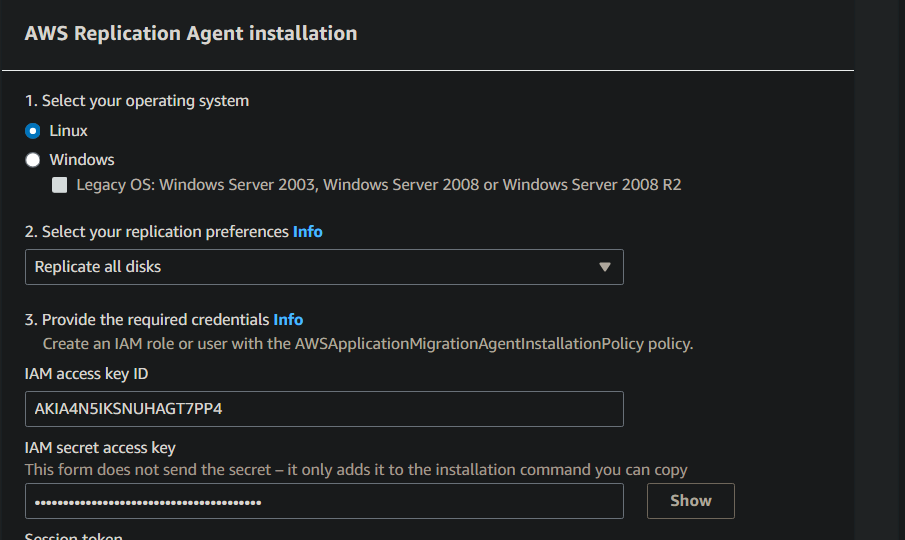 AWS Replication Agent installation
1. Select your operating system
Linux
Windows
Legacy OS: Windows Server 2003, Windows Server 2008 or Windows Server 2008 R2
2. Select your replication preferences Info
Replicate all disks
3. Provide the required credentials Info
Create an IAM role or user with the AWSApplicationMigrationAgentInstallationPolicy policy.
IAM access key ID
AKIA4N5IKSNUHAGT7PP4
IAM secret access key
This form does not send the secret – it only adds it to the installation command you can copy
••••••••••••••••••••••••••••••••••••••••
Show
Session token